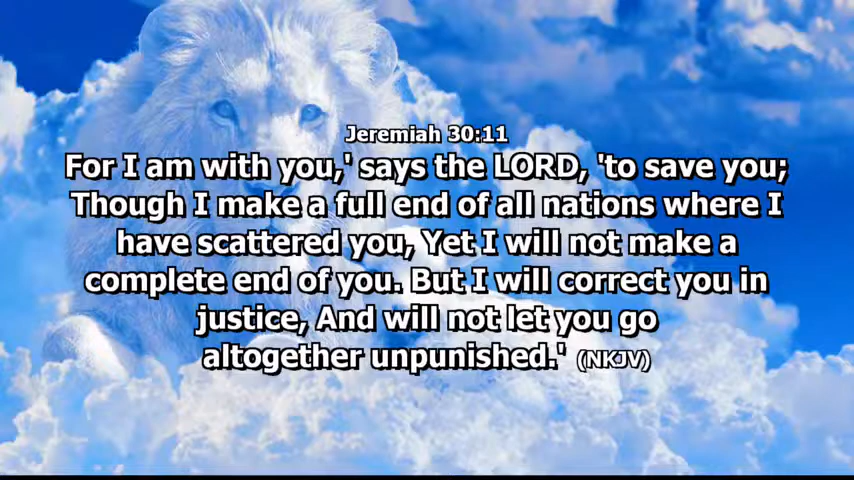 Jeremiah 30:11
For I am with you,' says the LORD, 'to save you;
Though I make a full end of all nations where I
have scattered you, Yet I will not make a
complete end of you. But I will correct you in
justice, And will not let you go
altogether unpunished.' (NKJV)